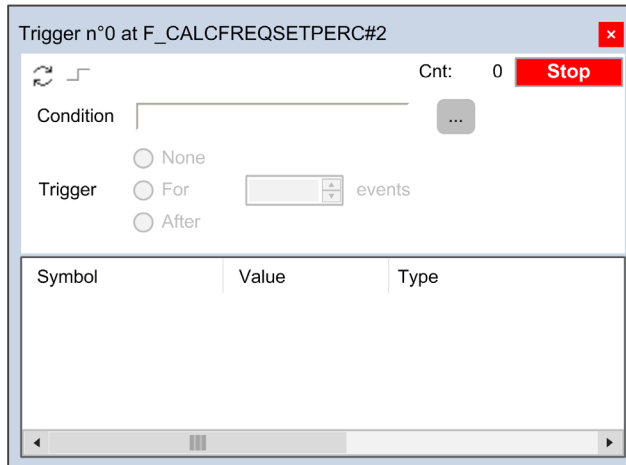 Trigger n°0 at F_CALCFREQSETPERC#2
Cnt: 0 Stop
Condition ...
None
Trigger For events
After
Symbol Value Type